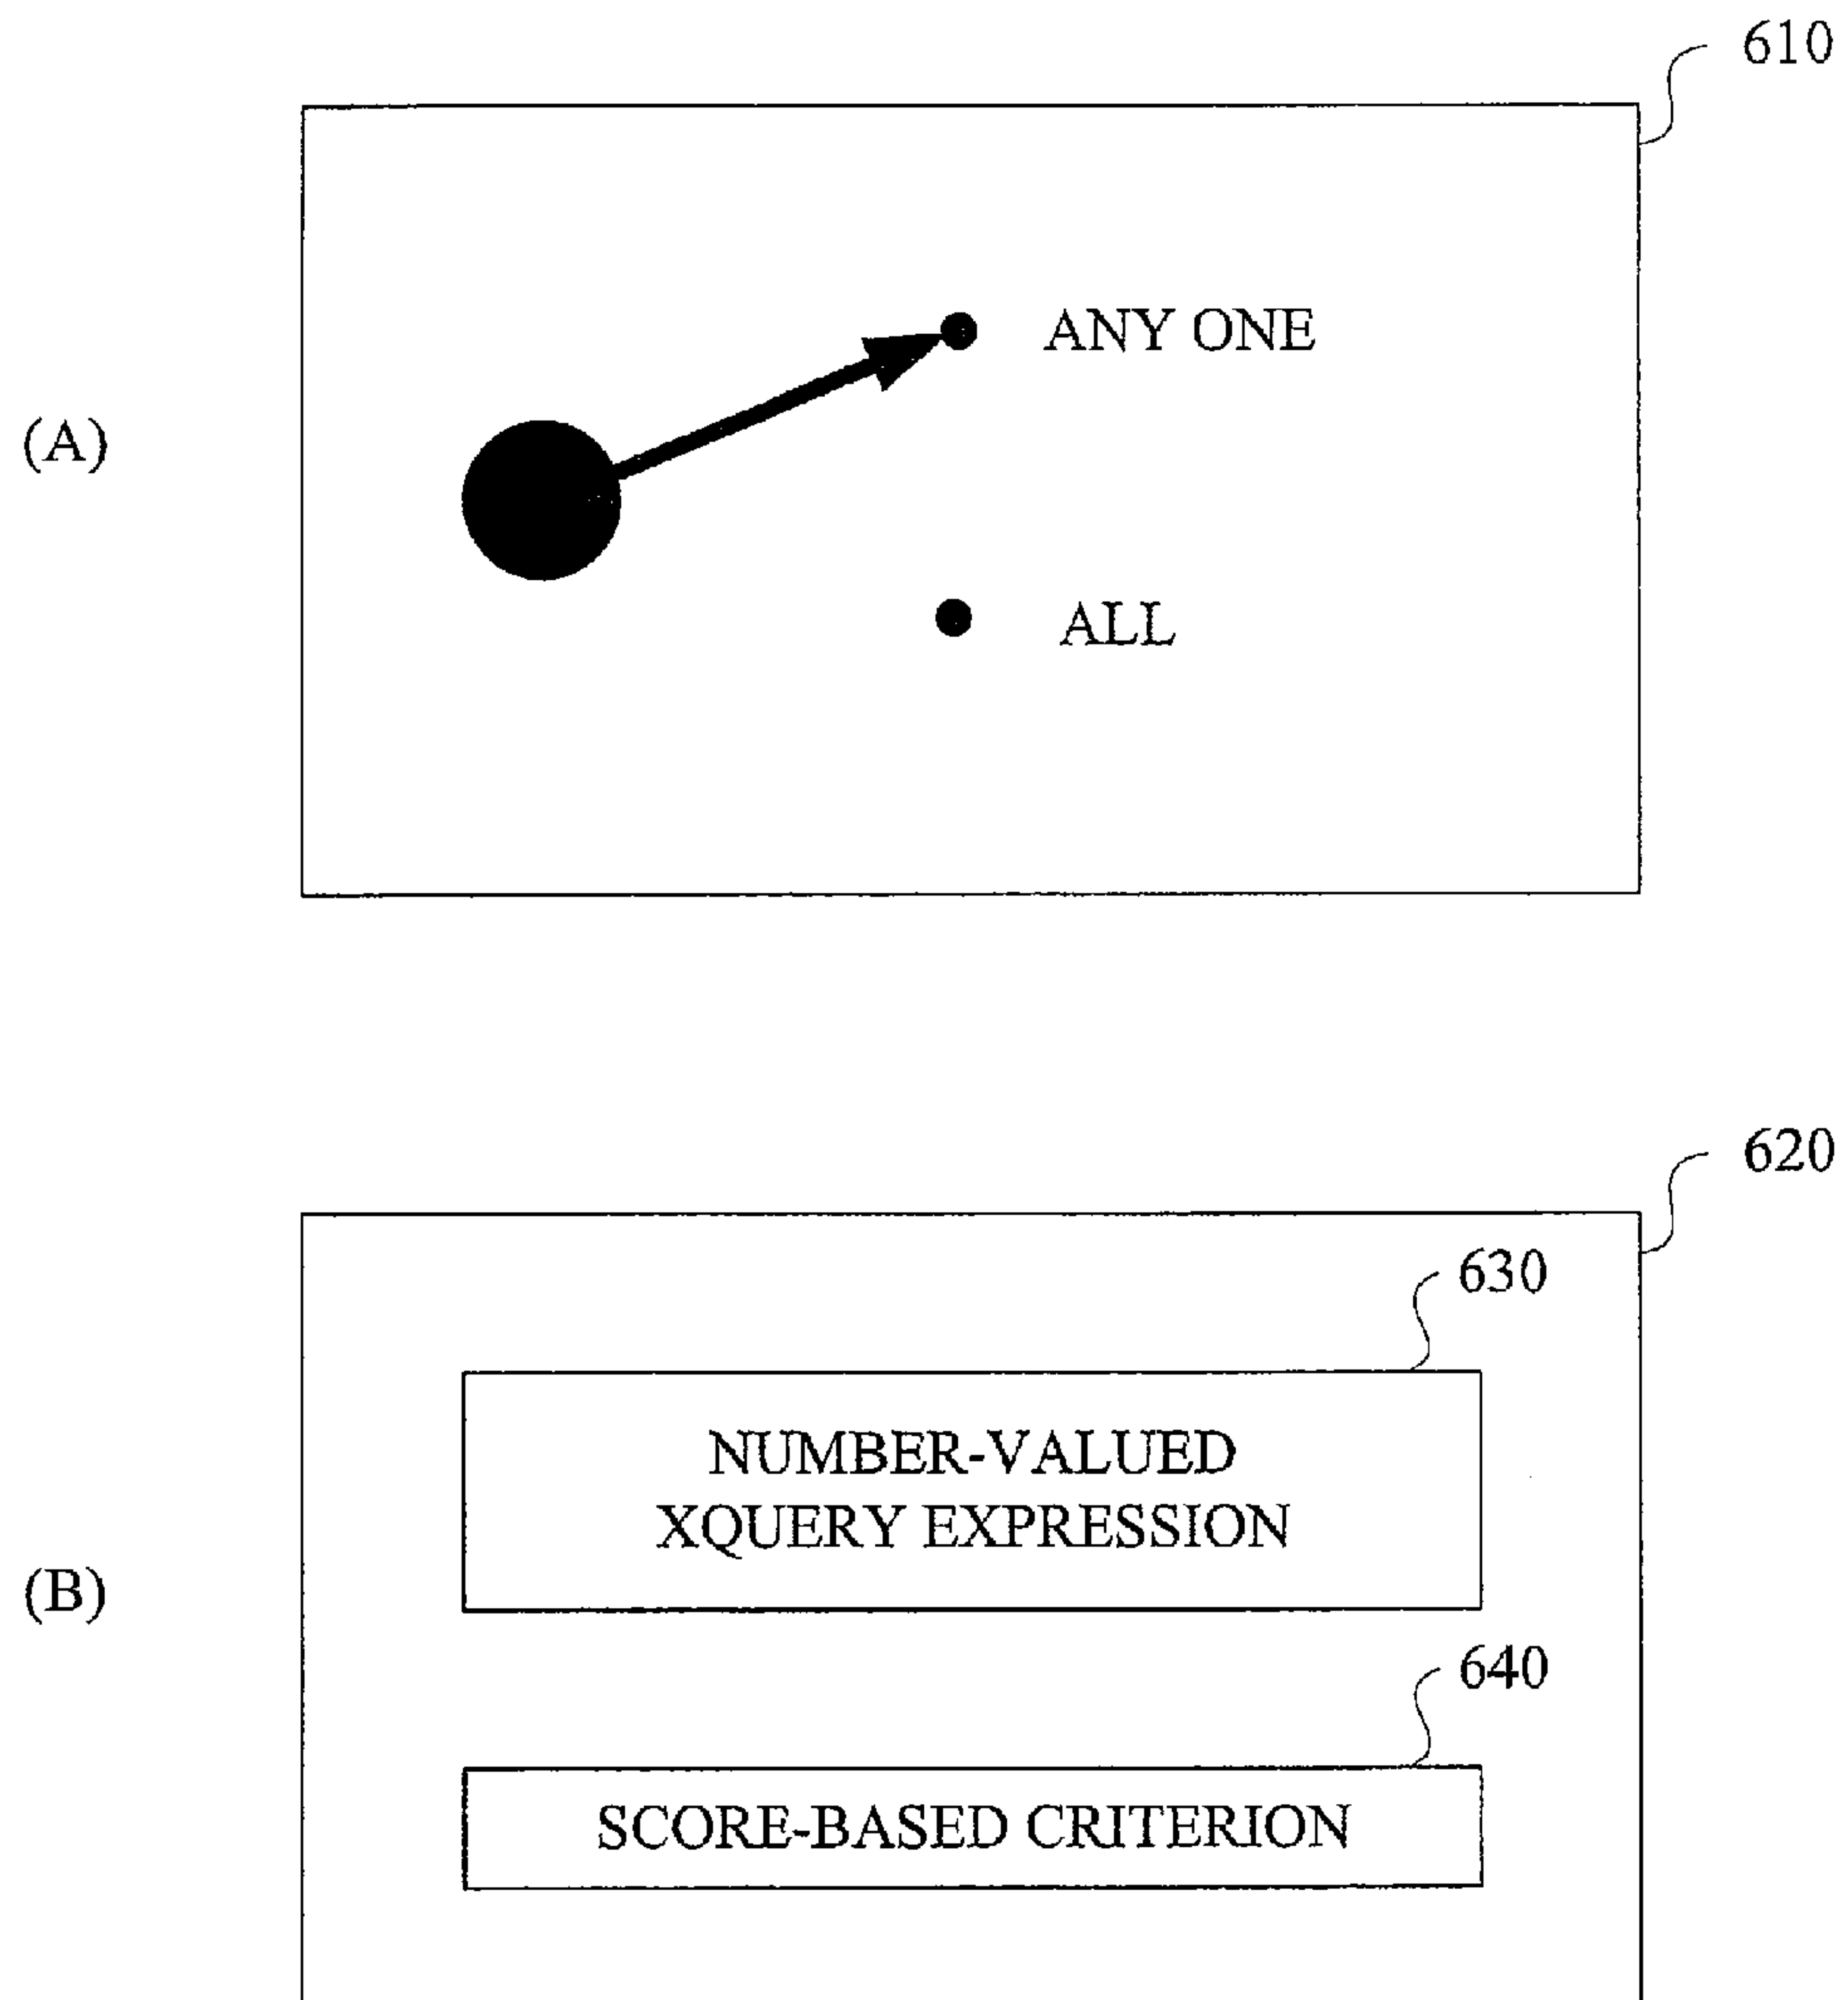 610
ANY ONE
(A)
ALL
620
630
NUMBER-VALUED
XQUERY EXPRESSION
(B)
640
SCORE-BASED CRITERION